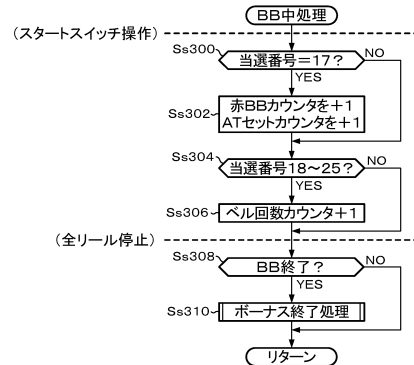 BB中処理
(スタートスイッチ操作)
Ss300
当選番号=17?
NO
YES
Ss302
赤BBカウンタを+1
ATセットカウンタを+1
Ss304
当選番号18~25?
NO
YES
Ss306
ベル回数カウンタ+1
(全リール停止)
Ss308
BB終了?
NO
YES
Ss310
ボーナス終了処理
リターン